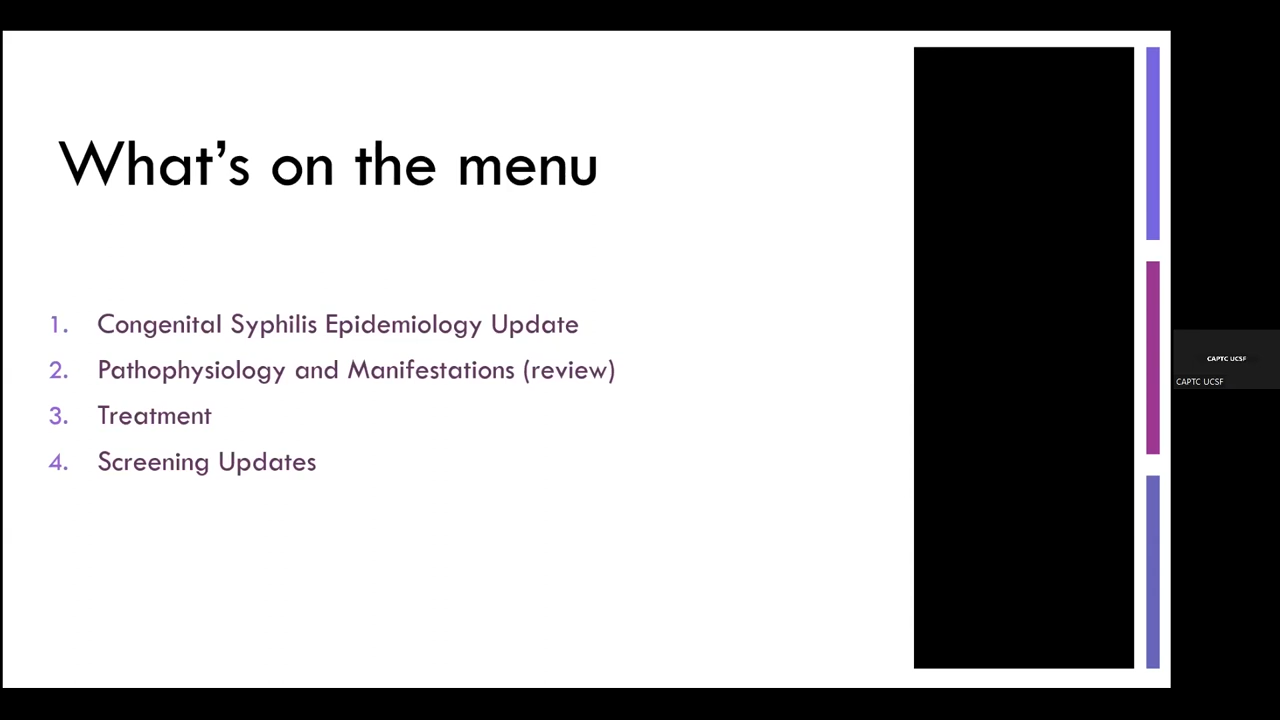 What's on the menu
1. Congenital Syphilis Epidemiology Update
2. Pathophysiology and Manifestations (review)
3. Treatment
4. Screening Updates
CAPTC UCSF
CAPTC UCSF